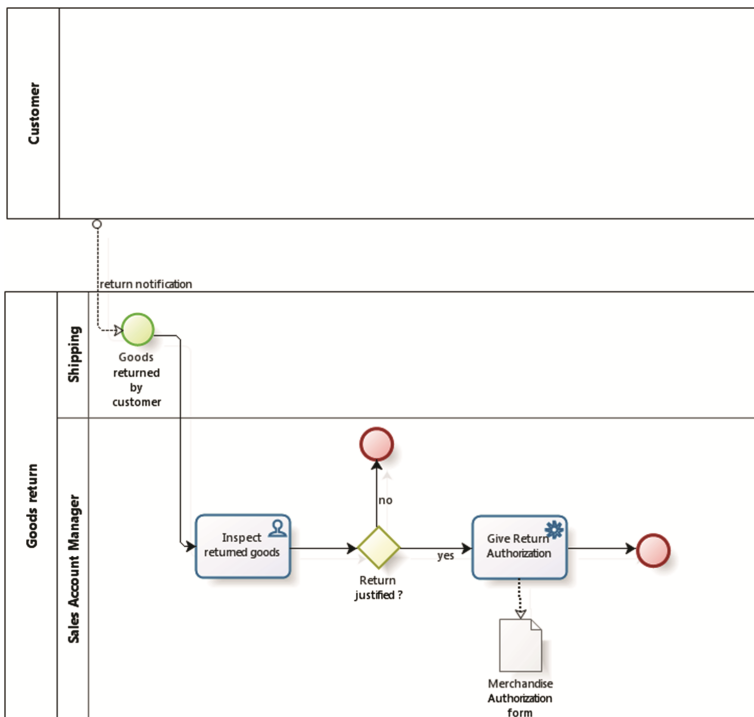 Customer
return notification
Goods return
Shipping
Goods
returned
by
customer
Sales Account Manager
Inspect
returned goods
no
Return
justified ?
yes
Give Return
Authorization
Merchandise
Authorization
form